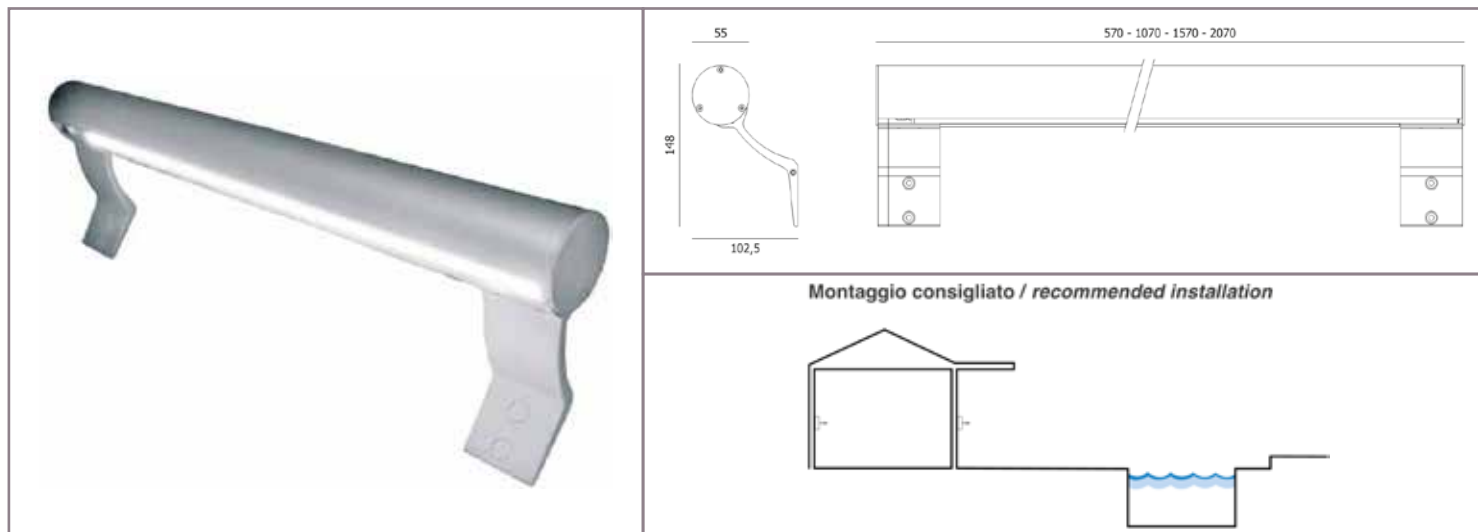 55
570 - 1070 - 1570 - 2070
148
102,5
Montaggio consigliato / recommended installation